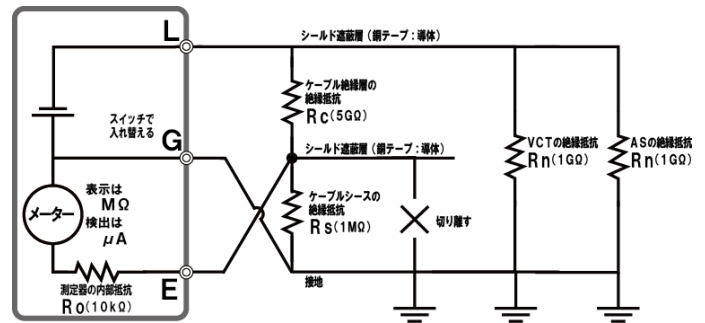 L
シールド遮蔽層（銅テープ：導体）
ケーブル絶縁層の
絶縁抵抗
Rc(5GΩ)
スイッチで
入れ替える
G
シールド遮蔽層（銅テープ：導体）
VCTの絶縁抵抗
Rn(1GΩ)
ASの絶縁抵抗
Rn(1GΩ)
メーター
表示は
MΩ
検出は
μA
ケーブルシースの
絶縁抵抗
Rs(1MΩ)
切り離す
E
接地
測定器の内部抵抗
Ro(10kΩ)